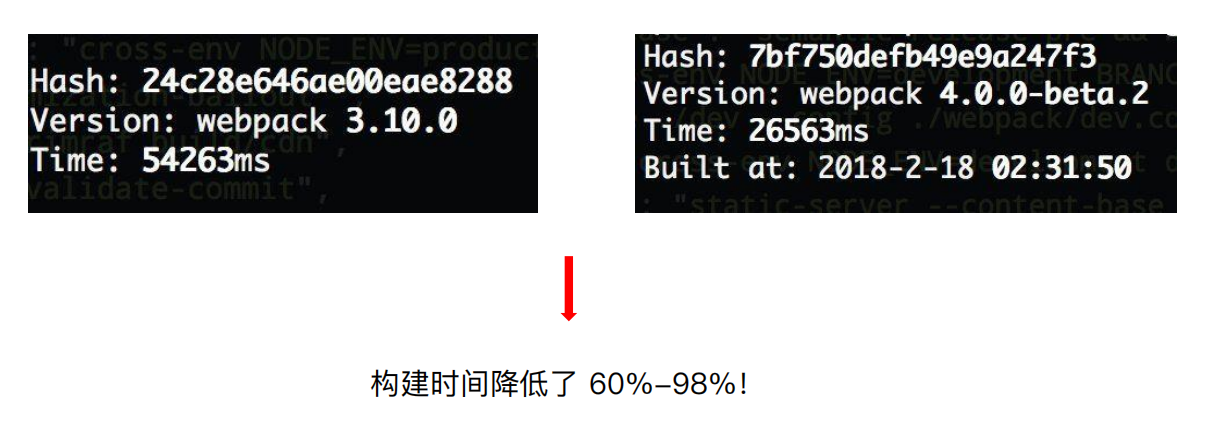 : "cross-env NODE_ENV=product
Hash: 24c28e646ae00eae8288
Version: webpack 3.10.0
Time: 54263ms
validate-commit",
Hash: 7bf750defb49e9a247f3
Version: webpack 4.0.0-beta.2
Time: 26563ms
Built at: 2018-2-18 02:31:50
: "static-server --content-base
构建时间降低了 60%–98%!